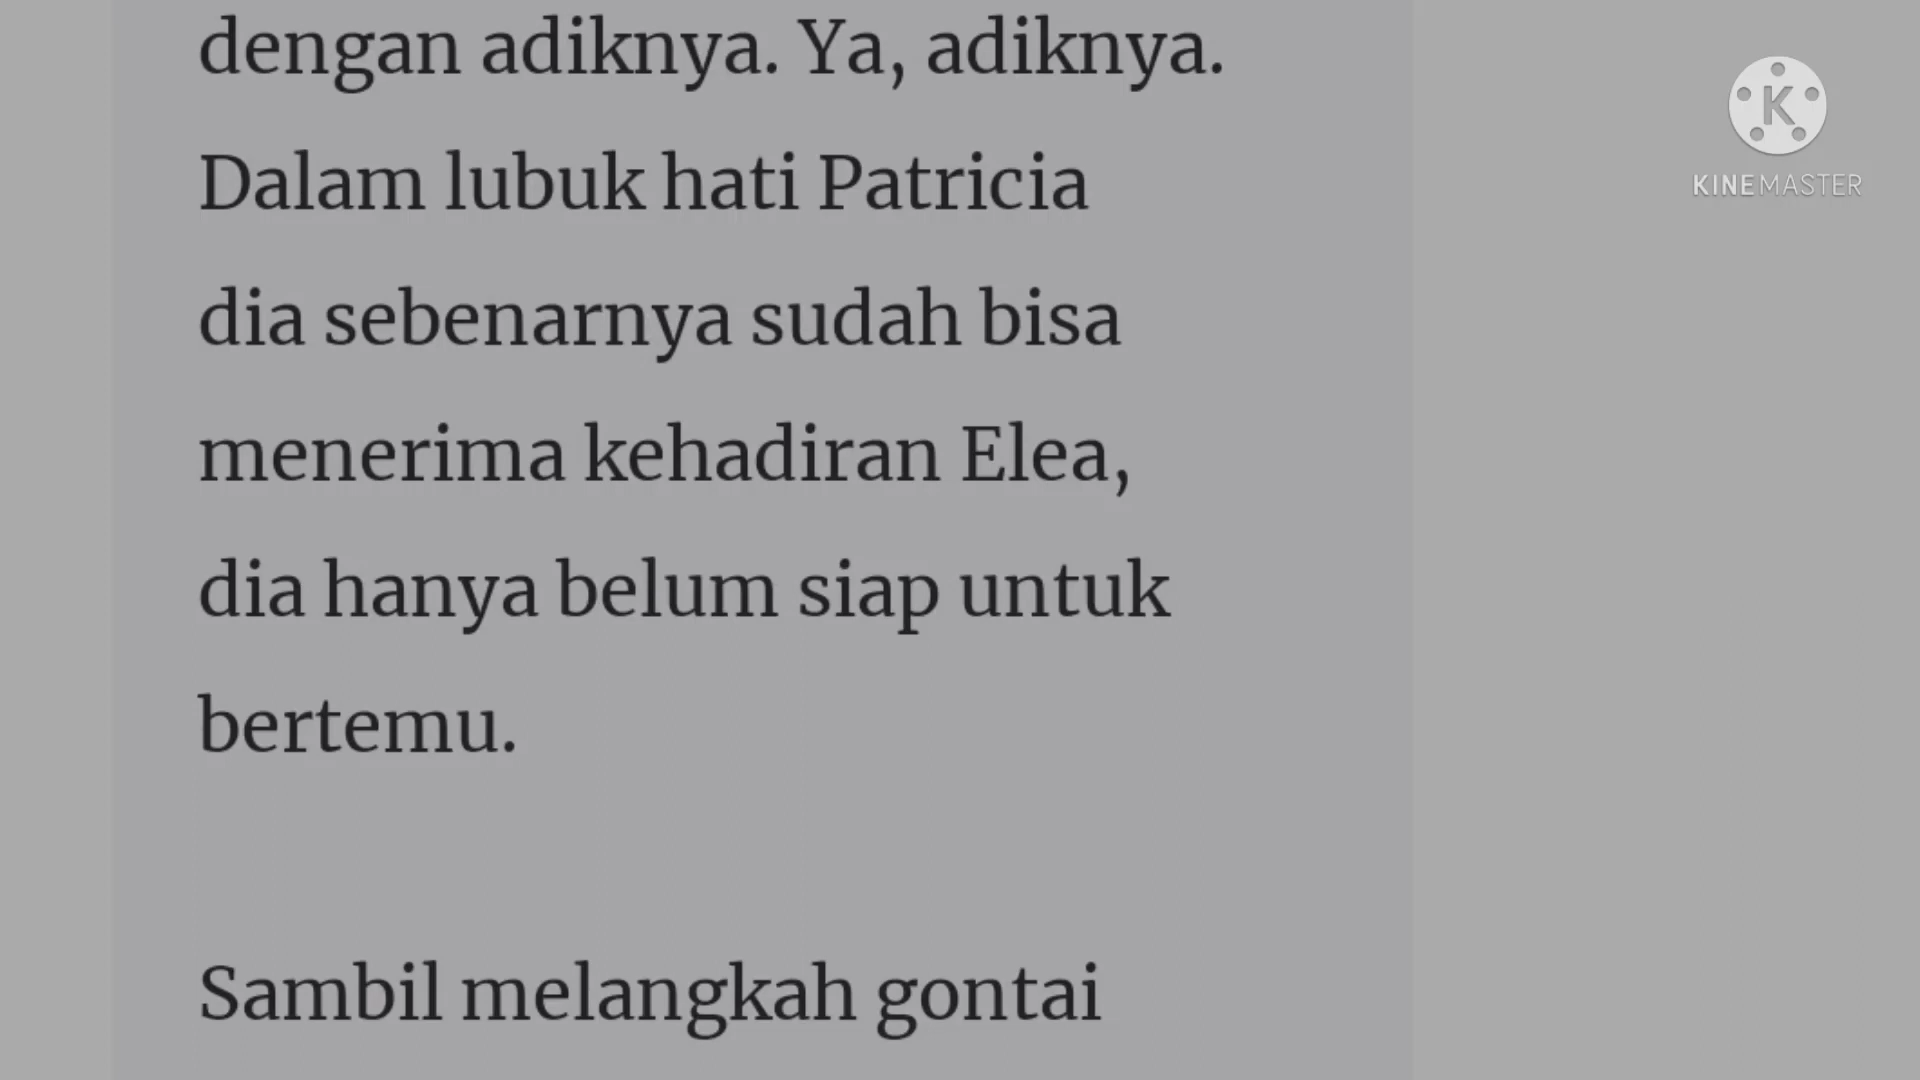 dengan adiknya. Ya, adiknya.
Dalam lubuk hati Patricia
dia sebenarnya sudah bisa
menerima kehadiran Elea,
dia hanya belum siap untuk
bertemu.
Sambil melangkah gontai
K
KINEMASTER